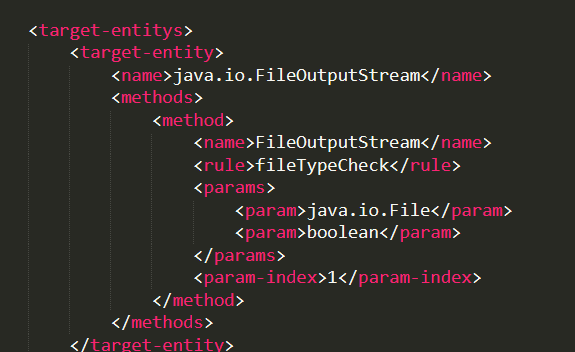 <target-entitys>
<target-entity>
<name>java.io.FileOutputStream</name>
<methods>
<method>
<name>FileOutputStream</name>
<rule>fileTypeCheck</rule>
<params>
<param>java.io.File</param>
<param>boolean</param>
</params>
<param-index>1</param-index>
</method>
</methods>
</target-entity>